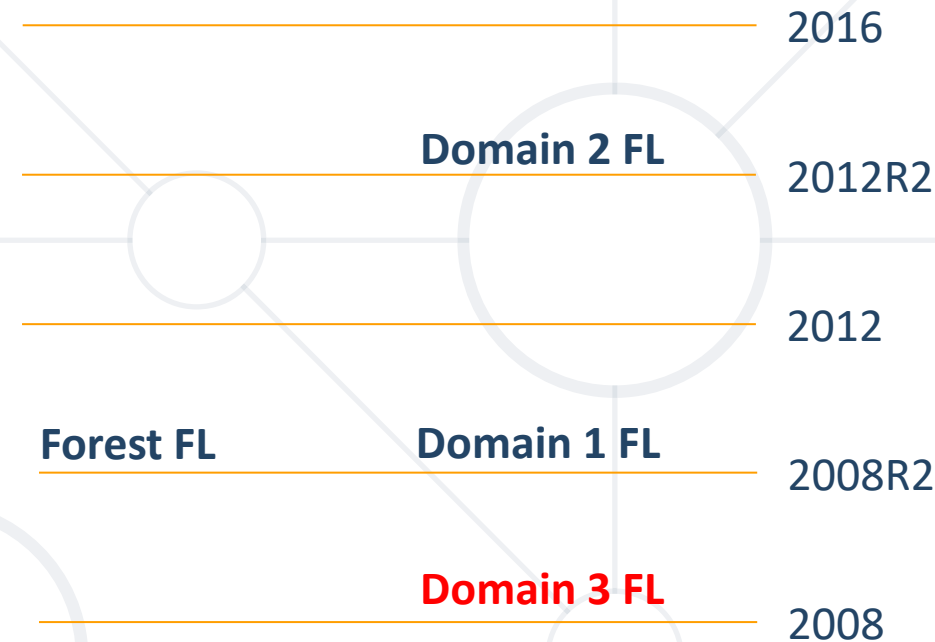 2016
Domain 2 FL
2012R2
2012
Forest FL
Domain 1 FL
2008R2
Domain 3 FL
2008